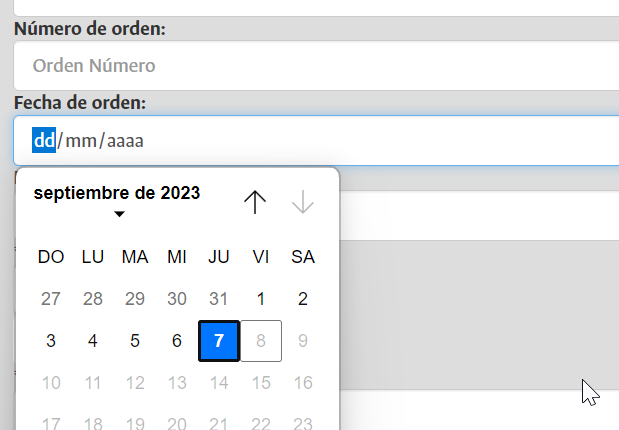 Número de orden:
Orden Número
Fecha de orden:
dd/mm/aaaa
septiembre de 2023
DO LU MA MI JU VI SA
27 28 29 30 31 1 2
3 4 5 6 7 8 9
10 11 12 13 14 15 16
17 18 19 20 21 22 23